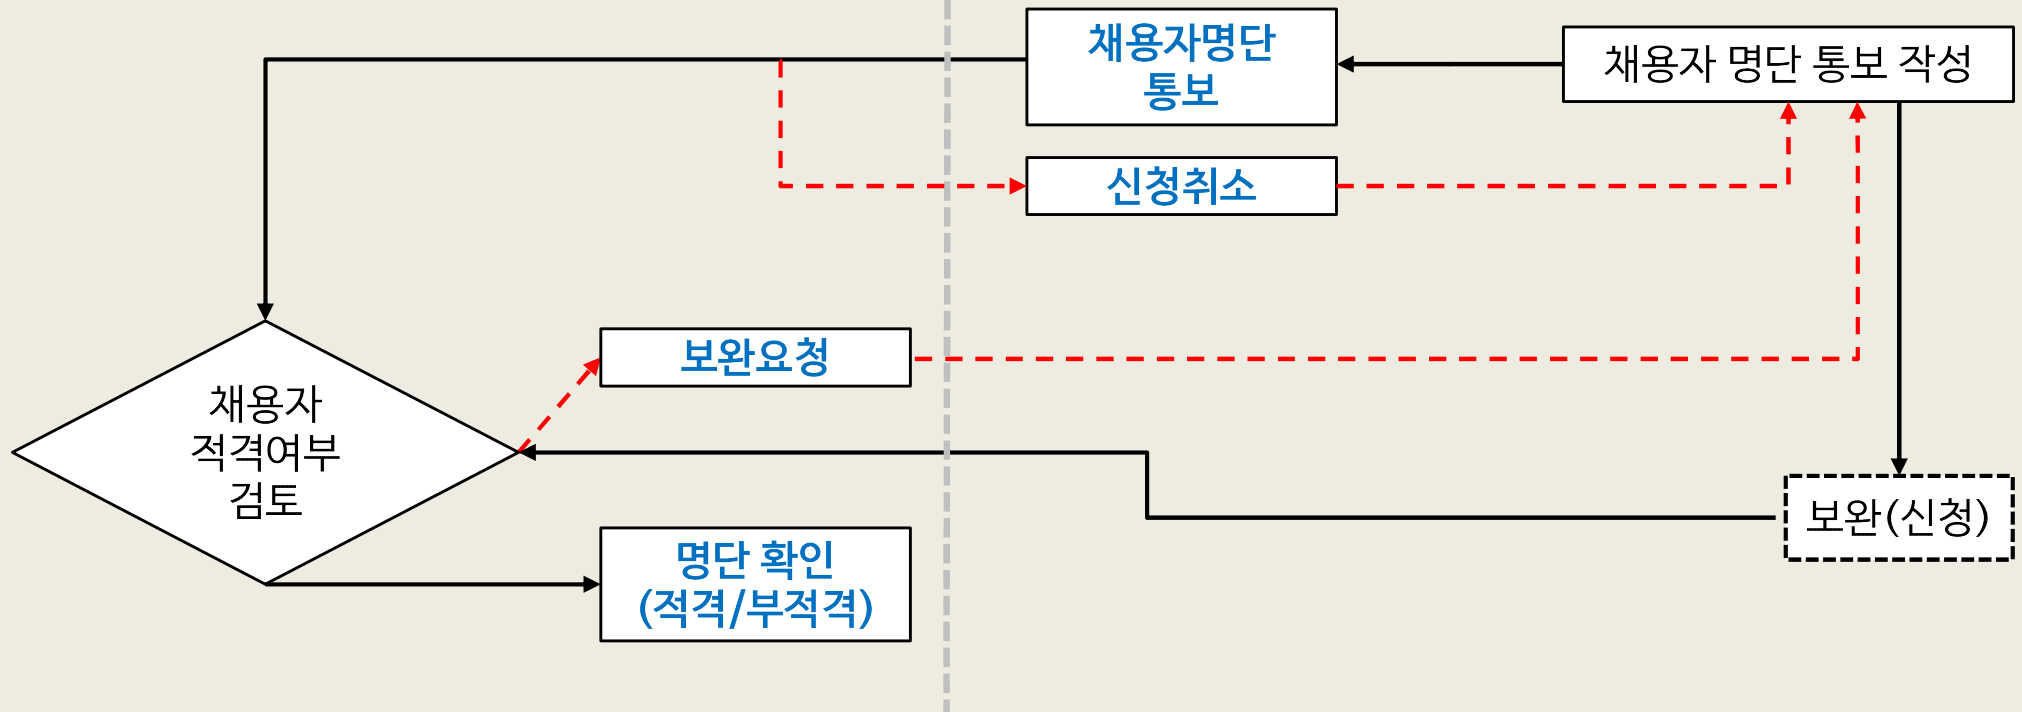 채용자명단
통보
채용자 명단 통보 작성
신청취소
보완요청
채용자
적격여부
검토
보완(신청)
명단 확인
(적격/부적격)